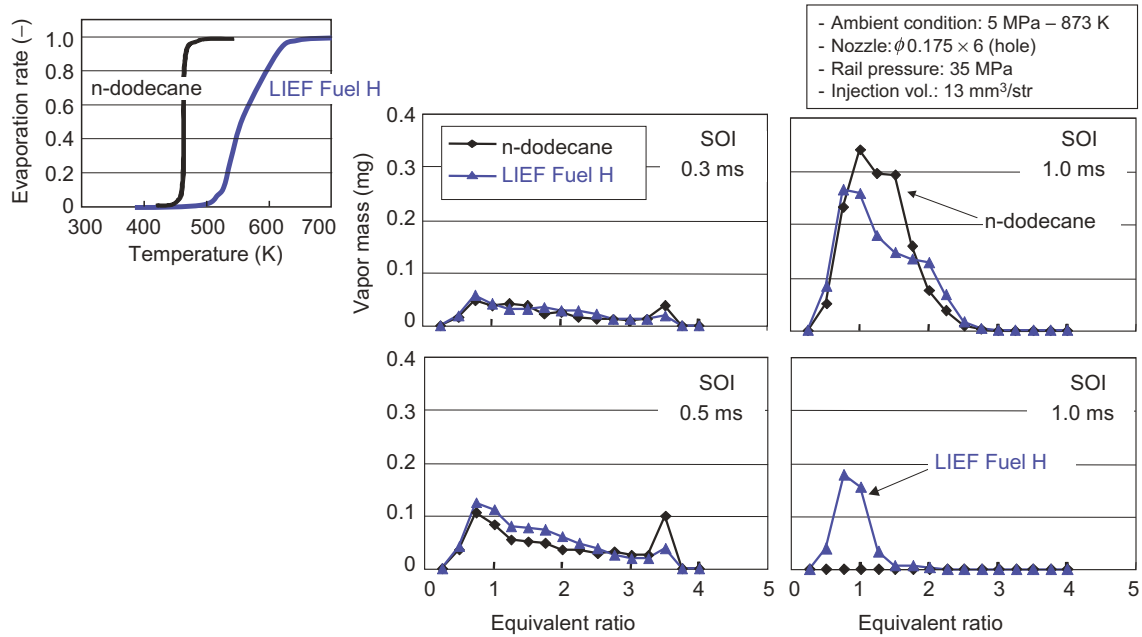 1.0
0.8
0.6
0.4
0.2
0
300 400 500 600 700
Evaporation rate (–)
Temperature (K)
n-dodecane
LIEF Fuel H
- Ambient condition: 5 MPa – 873 K
- Nozzle: ϕ 0.175 × 6 (hole)
- Rail pressure: 35 MPa
- Injection vol.: 13 mm³/str
Vapor mass (mg)
0.4
0.3
0.2
0.1
0
n-dodecane
LIEF Fuel H
SOI
0.3 ms
SOI
1.0 ms
n-dodecane
0.4
0.3
0.2
0.1
0
SOI
0.5 ms
0 1 2 3 4 5
Equivalent ratio
SOI
1.0 ms
LIEF Fuel H
0 1 2 3 4 5
Equivalent ratio